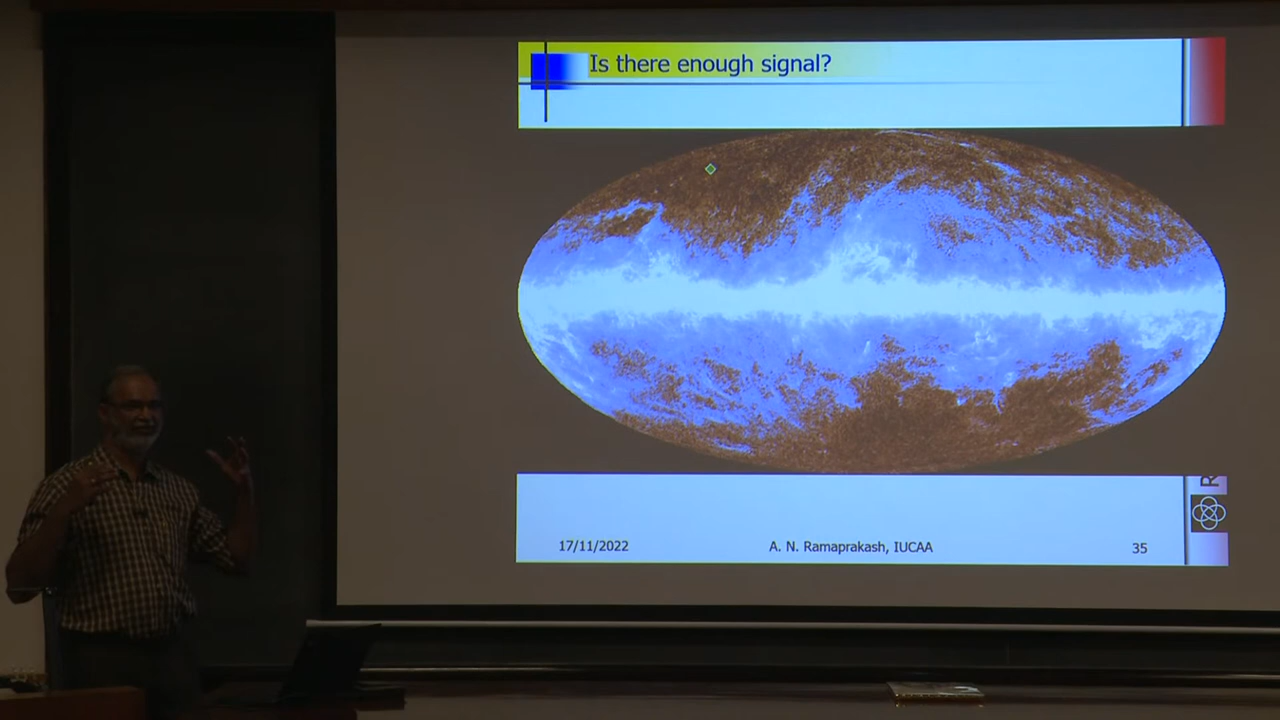 Is there enough signal?
R
17/11/2022
A. N. Ramaprakash, IUCAA
35